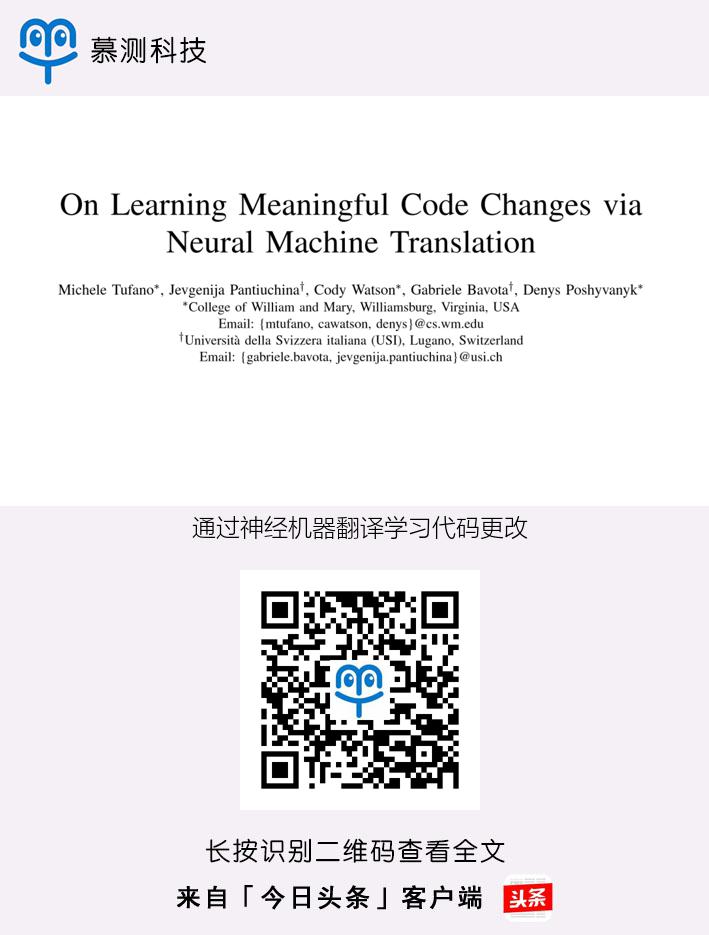 慕测科技
On Learning Meaningful Code Changes via
Neural Machine Translation
Michele Tufano*, Jevgenija Pantiuchina†, Cody Watson*, Gabriele Bavota†, Denys Poshyvanyk*
*College of William and Mary, Williamsburg, Virginia, USA
Email: {mtufano, cawatson, denys}@cs.wm.edu
†Università della Svizzera italiana (USI), Lugano, Switzerland
Email: {gabriele.bavota, jevgenija.pantiuchina}@usi.ch
通过神经机器翻译学习代码更改
长按识别二维码查看全文
来自「今日头条」客户端 头条